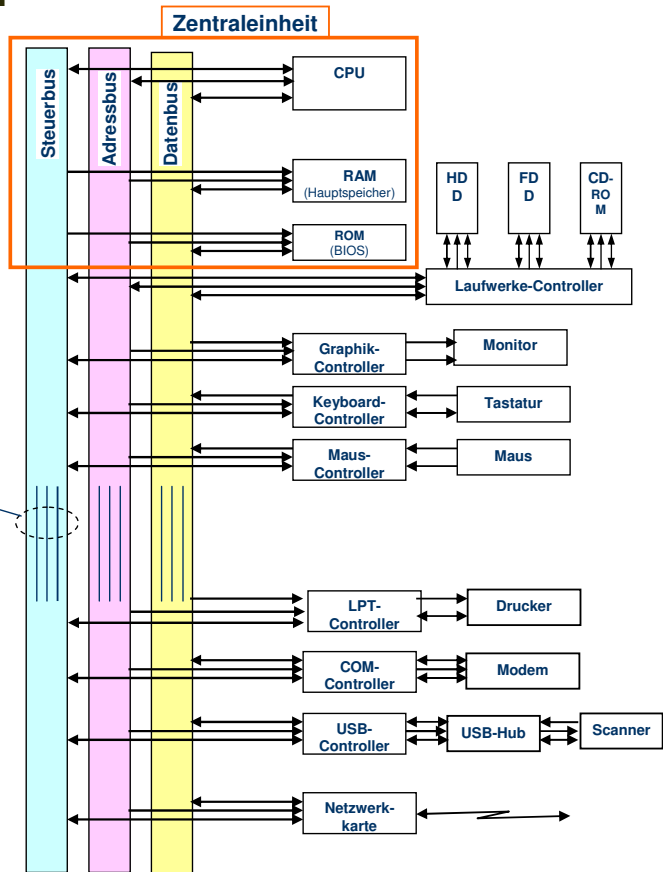 Zentraleinheit
Steuerbus
Adressbus
Datenbus
CPU
RAM
(Hauptspeicher)
ROM
(BIOS)
HD
D
FD
D
CD-
RO
M
Laufwerke-Controller
Graphik-
Controller
Monitor
Keyboard-
Controller
Tastatur
Maus-
Controller
Maus
LPT-
Controller
Drucker
COM-
Controller
Modem
USB-
Controller
USB-Hub
Scanner
Netzwerk-
karte